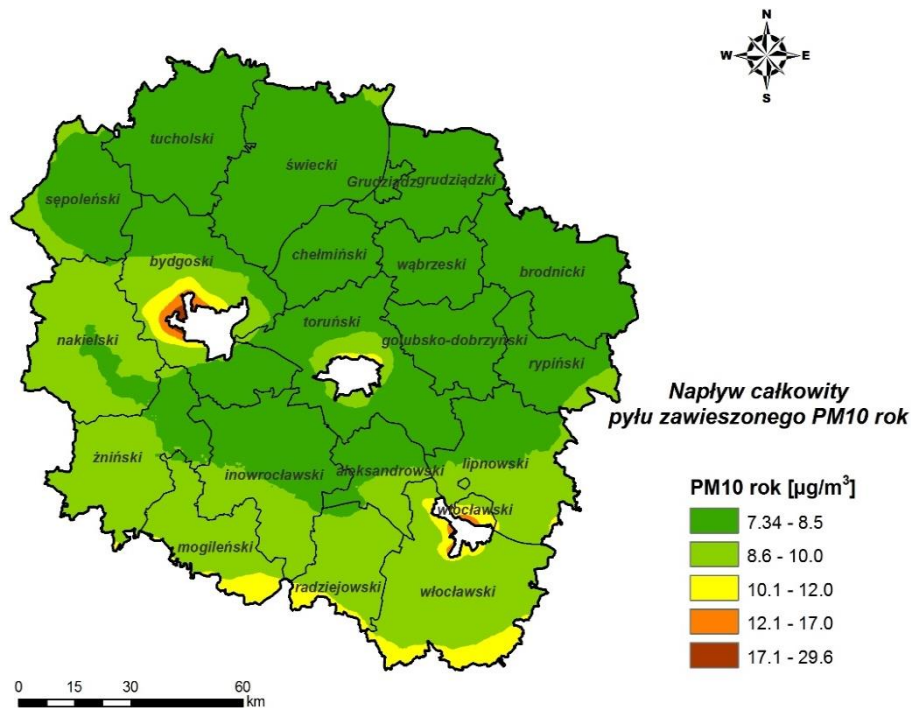 N
W E
S
tucholski
świecki
Grudziądz grudziądzki
sępoleński
chełmiński
bydgoski
wąbrzeski
brodnicki
toruński
nakielski
golubsko-dobrzyński
rypiński
Napływ całkowity
pyłu zawieszonego PM10 rok
żniński
inowrocławski
aleksandrowski
lipnowski
włocławski
mogileński
radziejowski
włocławski
PM10 rok [µg/m³]
7.34 - 8.5
8.6 - 10.0
10.1 - 12.0
12.1 - 17.0
17.1 - 29.6
0 15 30 60
km